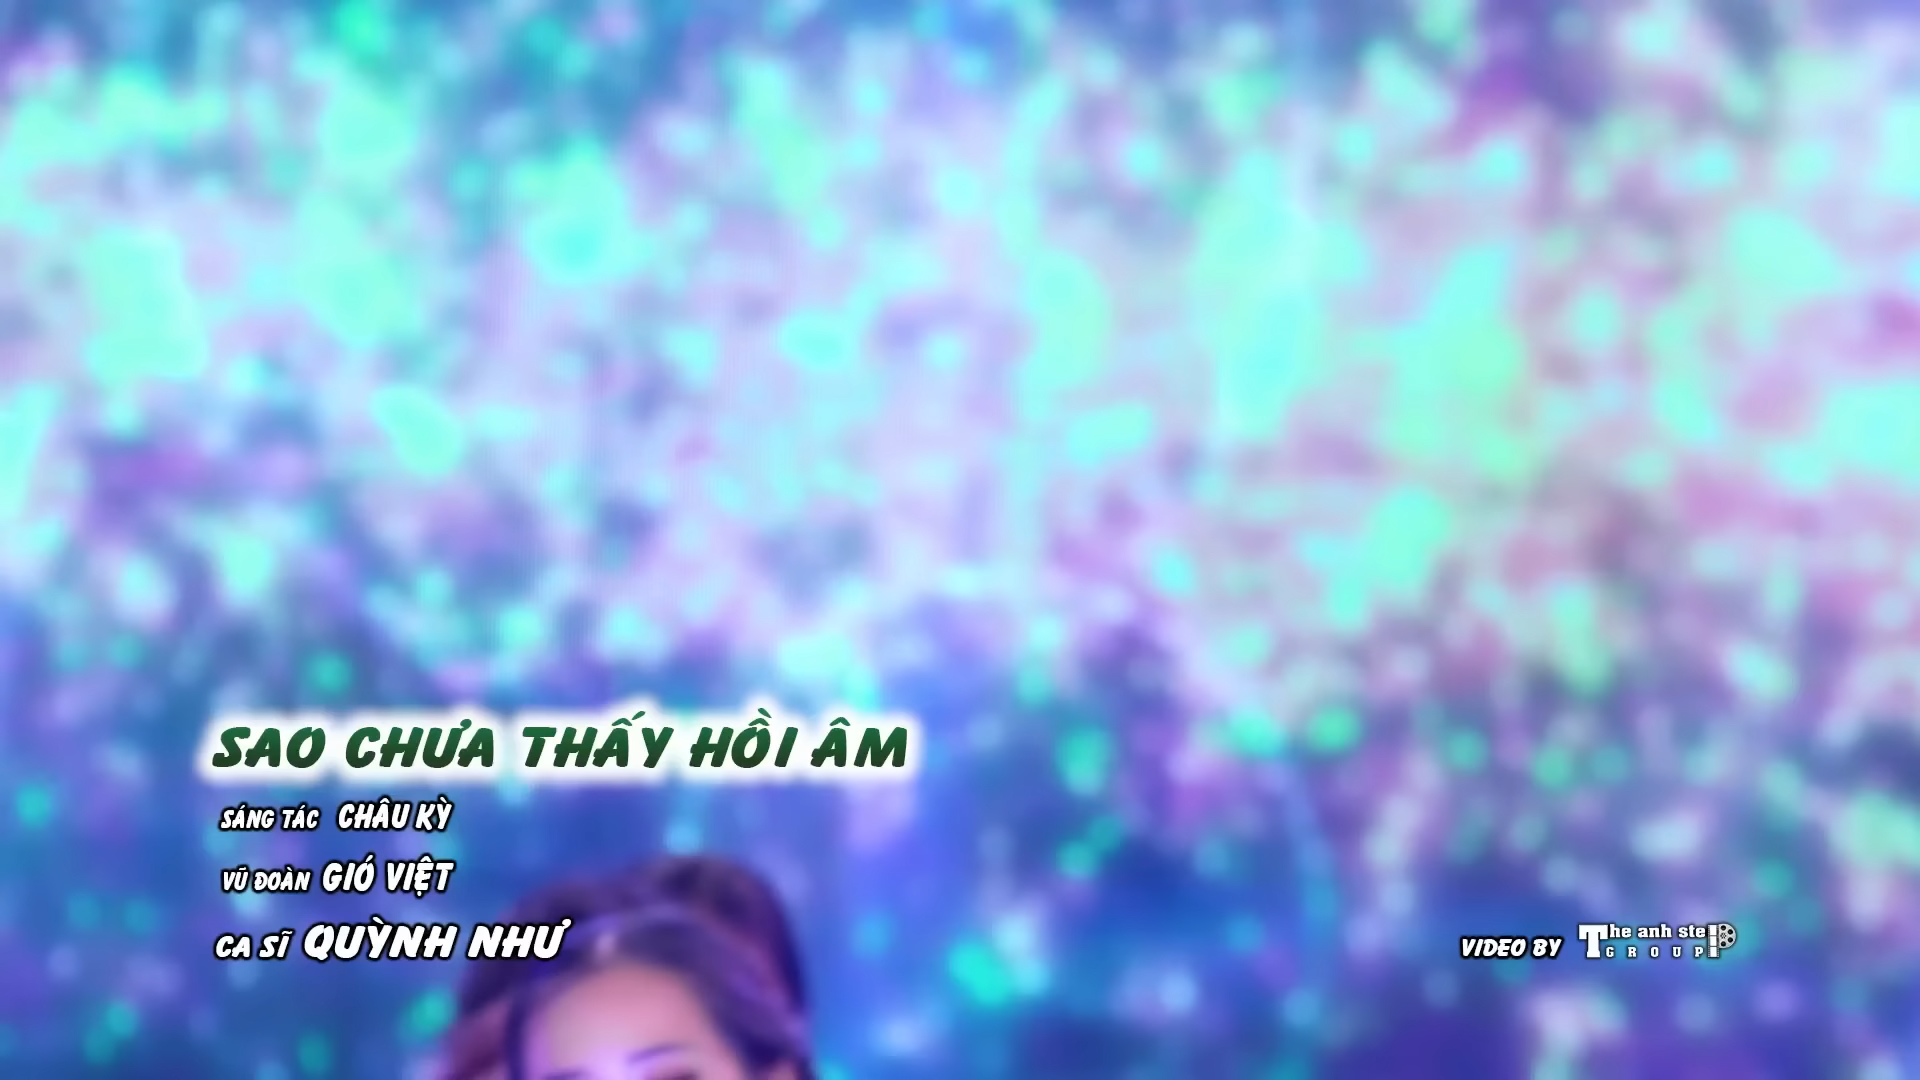 SAO CHƯA THẤY HỒI ÂM
SÁNG TÁC CHÂU KỲ
VŨ ĐOÀN GIÓ VIỆT
CA SĨ QUỲNH NHƯ
VIDEO BY The anh step
GROUP